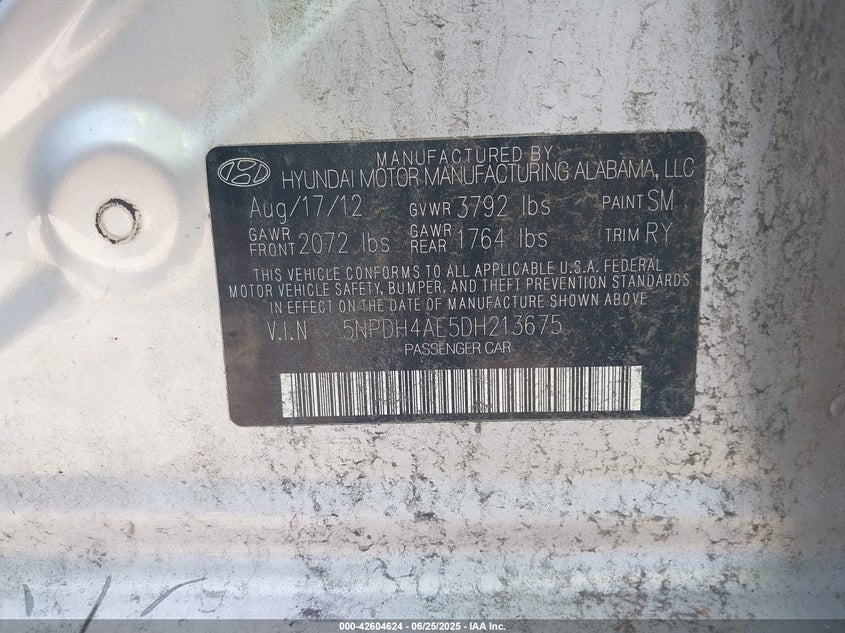 MANUFACTURED BY
HYUNDAI MOTOR MANUFACTURING ALABAMA, LLC
Aug/17/12 GVWR 3792 lbs PAINT SM
GAWR FRONT 2072 lbs GAWR REAR 1764 lbs TRIM RY
THIS VEHICLE CONFORMS TO ALL APPLICABLE U.S.A. FEDERAL
MOTOR VEHICLE SAFETY, BUMPER, AND THEFT PREVENTION STANDARDS
IN EFFECT ON THE DATE OF MANUFACTURE SHOWN ABOVE
V.I.N 5NPDH4AE5DH213675
PASSENGER CAR
000-42604624 / 06/25/2025 - IAA Inc.